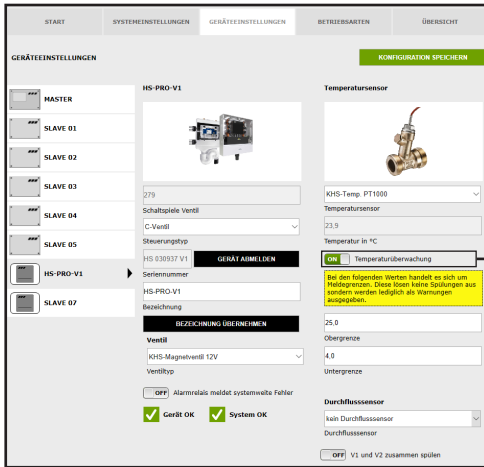 START
SYSTEMEINSTELLUNGEN
GERÄTEEINSTELLUNGEN
BETRIEBSARTEN
ÜBERSICHT
GERÄTEEINSTELLUNGEN
KONFIGURATION SPEICHERN
MASTER
SLAVE 01
SLAVE 02
SLAVE 03
SLAVE 04
SLAVE 05
HS-PRO-V1
SLAVE 07
HS-PRO-V1
279
Schaltspiele Ventil
C-Ventil
Steuerungstyp
HS 030937 V1
GERÄT ABMELDEN
Seriennummer
HS-PRO-V1
Bezeichnung
BEZEICHNUNG ÜBERNEHMEN
Ventil
KHS-Magnetventil 12V
Ventiltyp
OFF Alarmrelais meldet systemweite Fehler
Gerät OK
System OK
Temperatursensor
KHS-Temp. PT1000
Temperatursensor
23,9
Temperatur in °C
ON Temperaturüberwachung
Bei den folgenden Werten handelt es sich um
Meldegrenzen. Diese lösen keine Spülungen aus
sondern werden lediglich als Warnungen
ausgegeben.
25,0
Obergrenze
4,0
Untergrenze
Durchflusssensor
kein Durchflusssensor
Durchflusssensor
OFF V1 und V2 zusammen spülen